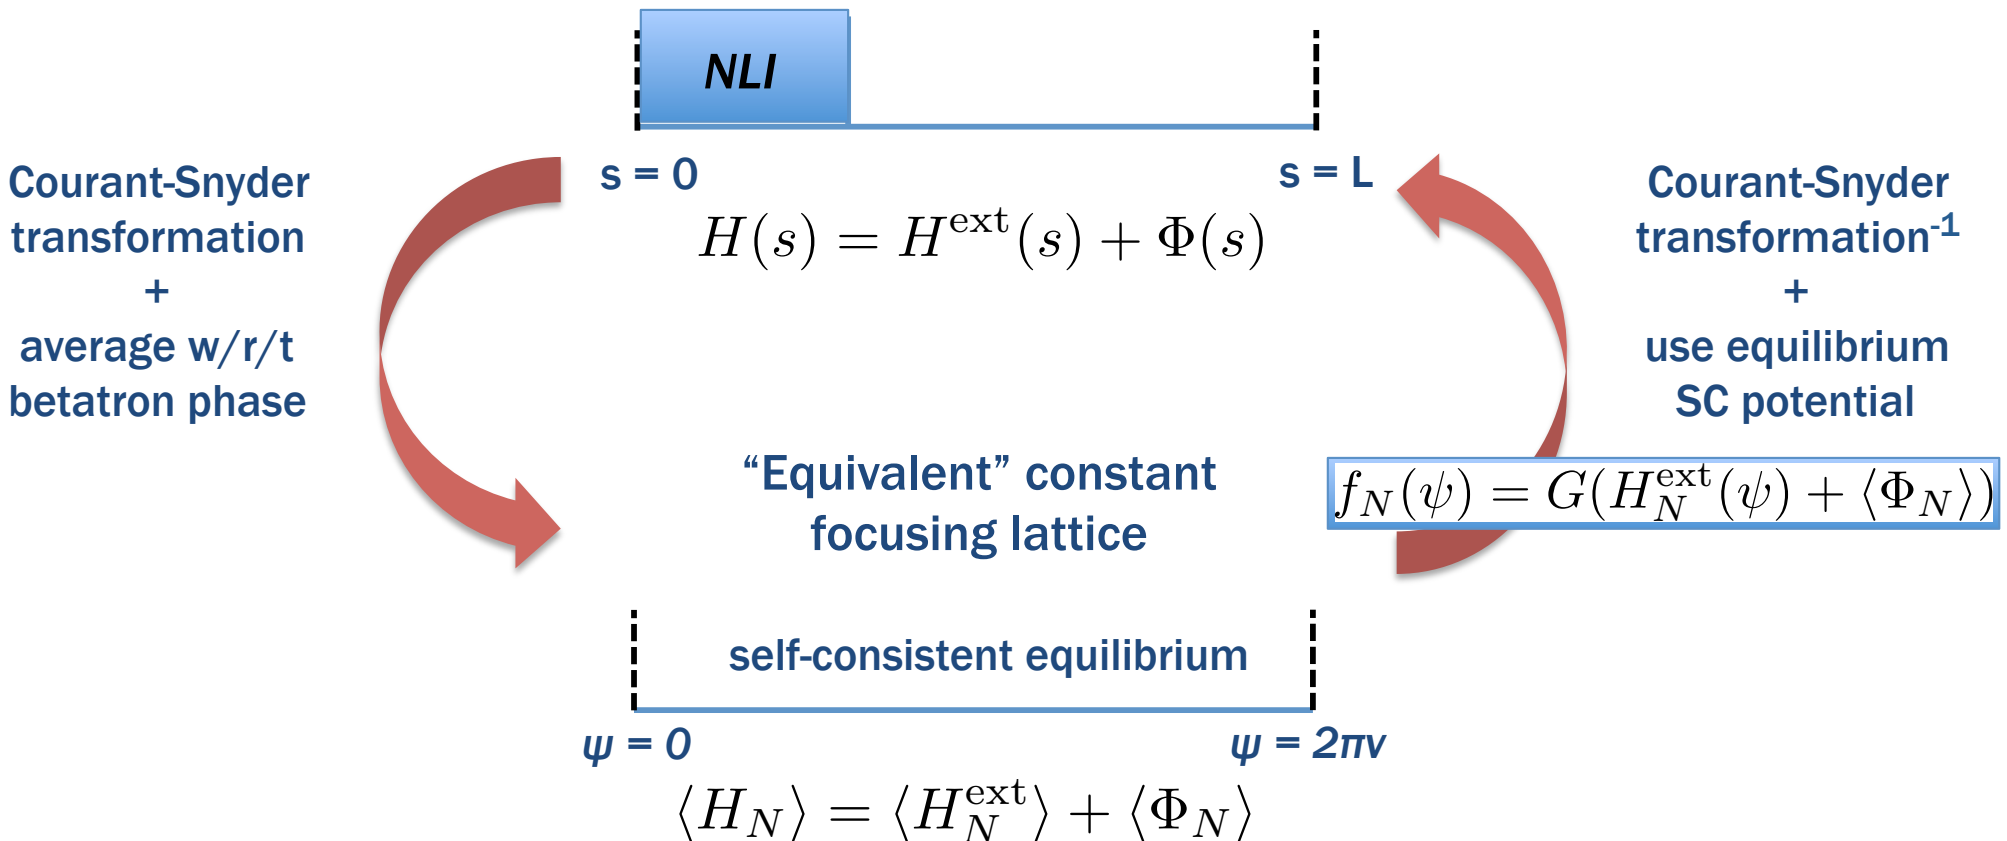 NLI
s = 0
s = L
H(s) = H^ext(s) + Φ(s)
Courant-Snyder
transformation
+
average w/r/t
betatron phase
Courant-Snyder
transformation^-1
+
use equilibrium
SC potential
“Equivalent” constant
focusing lattice
f_N(ψ) = G(H_N^ext(ψ) + ⟨Φ_N⟩)
self-consistent equilibrium
ψ = 0
ψ = 2πν
⟨H_N⟩ = ⟨H_N^ext⟩ + ⟨Φ_N⟩